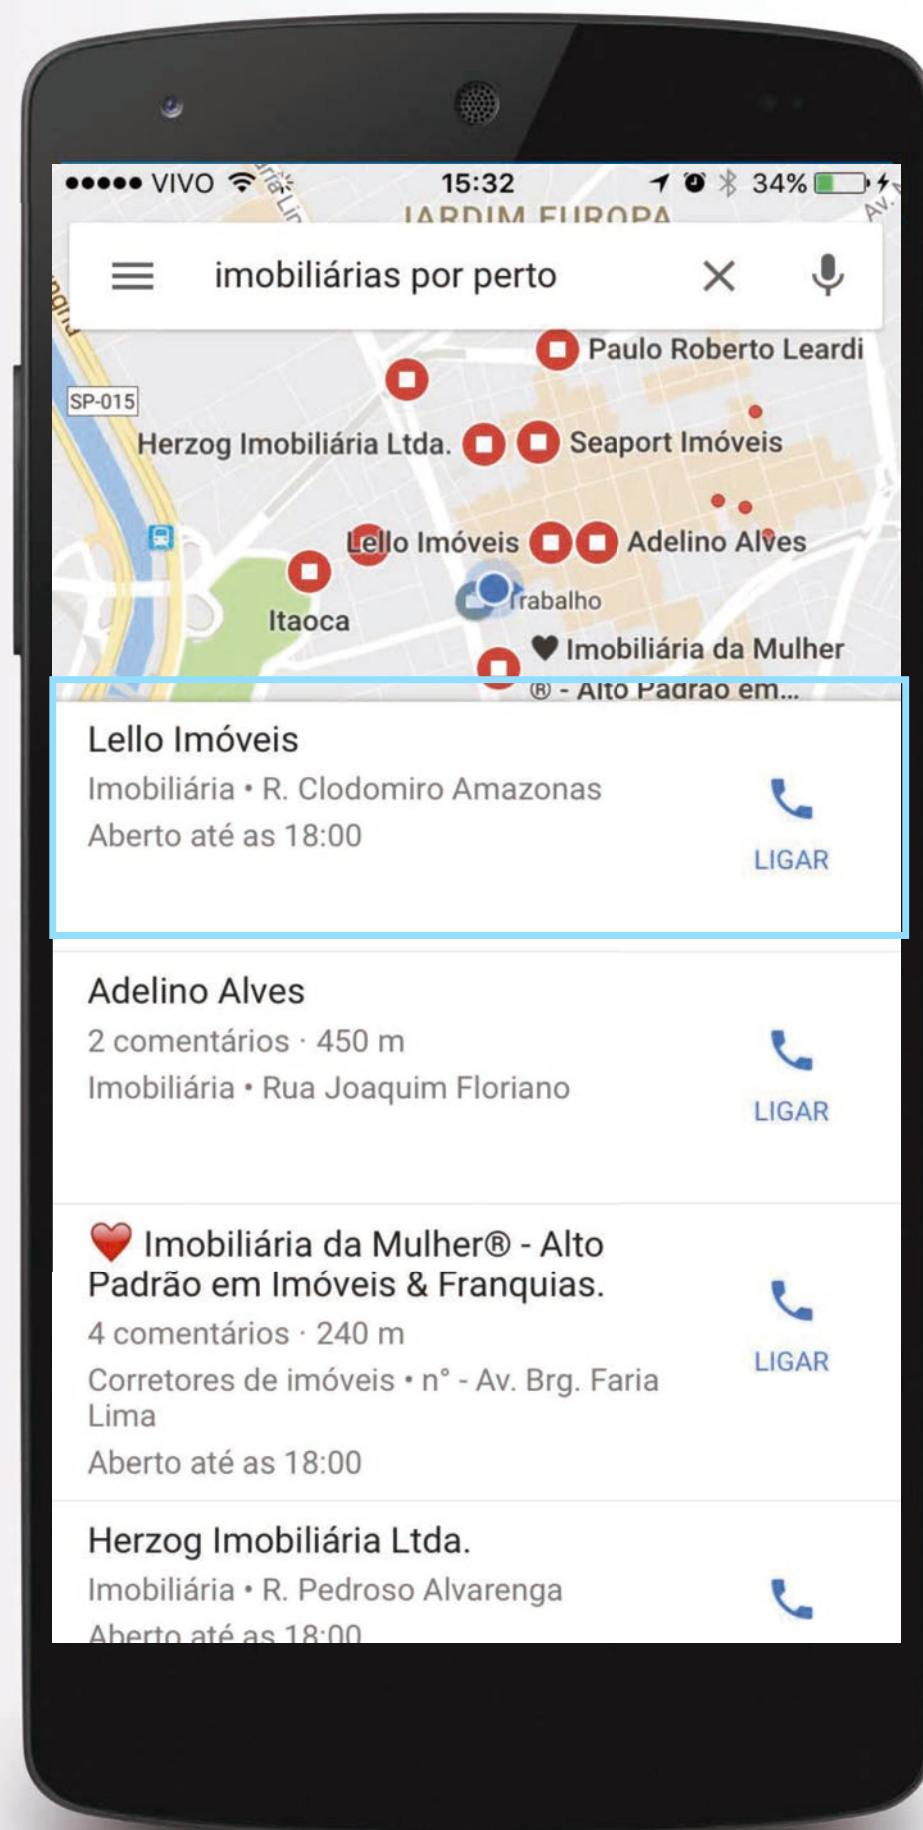 VIVO 15:32 34%
JARDIM EUROPA
Av.
imobiliárias por perto
Paulo Roberto Leardi
SP-015
Herzog Imobiliária Ltda.
Seaport Imóveis
Lello Imóveis
Adelino Alves
Trabalho
Itaoca
♥ Imobiliária da Mulher
® - Alto Padrão em...
Lello Imóveis
Imobiliária • R. Clodomiro Amazonas
Aberto até as 18:00
LIGAR
Adelino Alves
2 comentários · 450 m
Imobiliária • Rua Joaquim Floriano
LIGAR
❤️ Imobiliária da Mulher® - Alto
Padrão em Imóveis & Franquias.
4 comentários · 240 m
Corretores de imóveis • n° - Av. Brg. Faria
Lima
Aberto até as 18:00
LIGAR
Herzog Imobiliária Ltda.
Imobiliária • R. Pedroso Alvarenga
Aberto até as 18:00